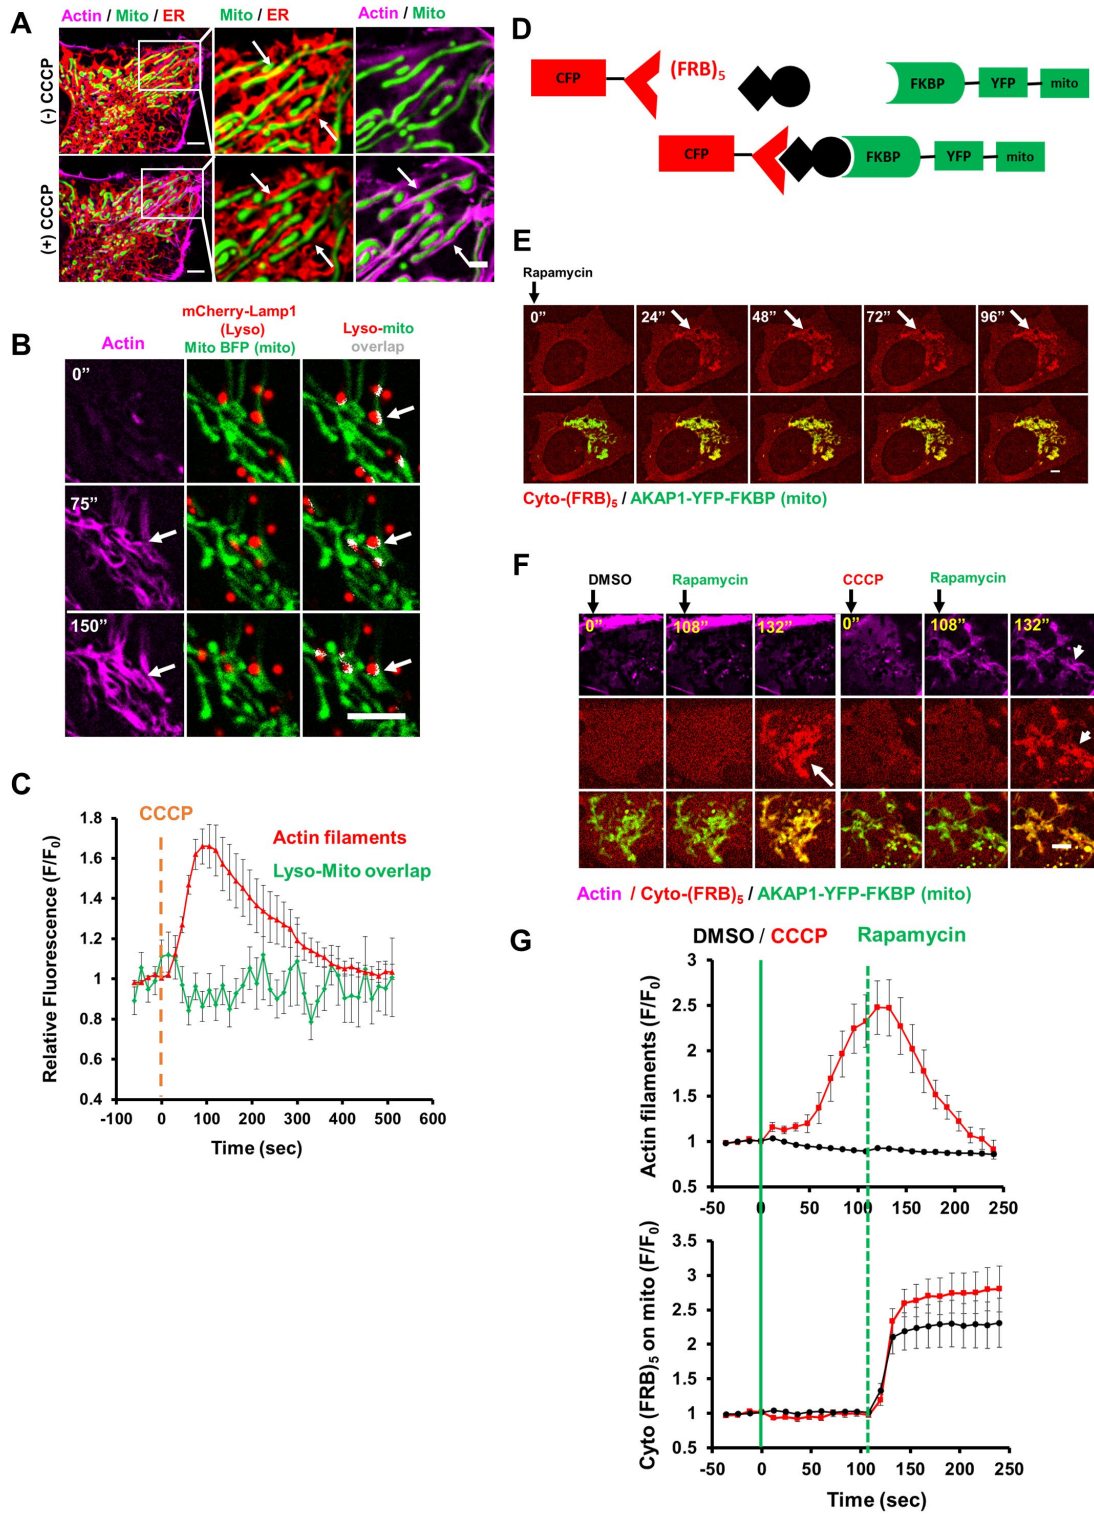 A
Actin / Mito / ER
Mito / ER
Actin / Mito
(-) CCCP
(+) CCCP
B
Actin
mCherry-Lamp1
(Lyso)
Mito BFP (mito)
Lyso-mito
overlap
0”
75”
150”
C
CCCP
Actin filaments
Lyso-Mito overlap
Relative Fluorescence (F/F₀)
1.8
1.6
1.4
1.2
1
0.8
0.6
0.4
-100 0 100 200 300 400 500 600
Time (sec)
D
CFP
(FRB)₅
FKBP
YFP
mito
CFP
FKBP
YFP
mito
E
Rapamycin
0” 24” 48” 72” 96”
Cyto-(FRB)₅ / AKAP1-YFP-FKBP (mito)
F
DMSO Rapamycin CCCP Rapamycin
0” 108” 132” 0” 108” 132”
Actin / Cyto-(FRB)₅ / AKAP1-YFP-FKBP (mito)
G
DMSO / CCCP Rapamycin
Actin filaments (F/F₀)
3
2.5
2
1.5
1
0.5
-50 0 50 100 150 200 250
Cyto (FRB)₅ on mito (F/F₀)
3.5
3
2.5
2
1.5
1
0.5
-50 0 50 100 150 200 250
Time (sec)